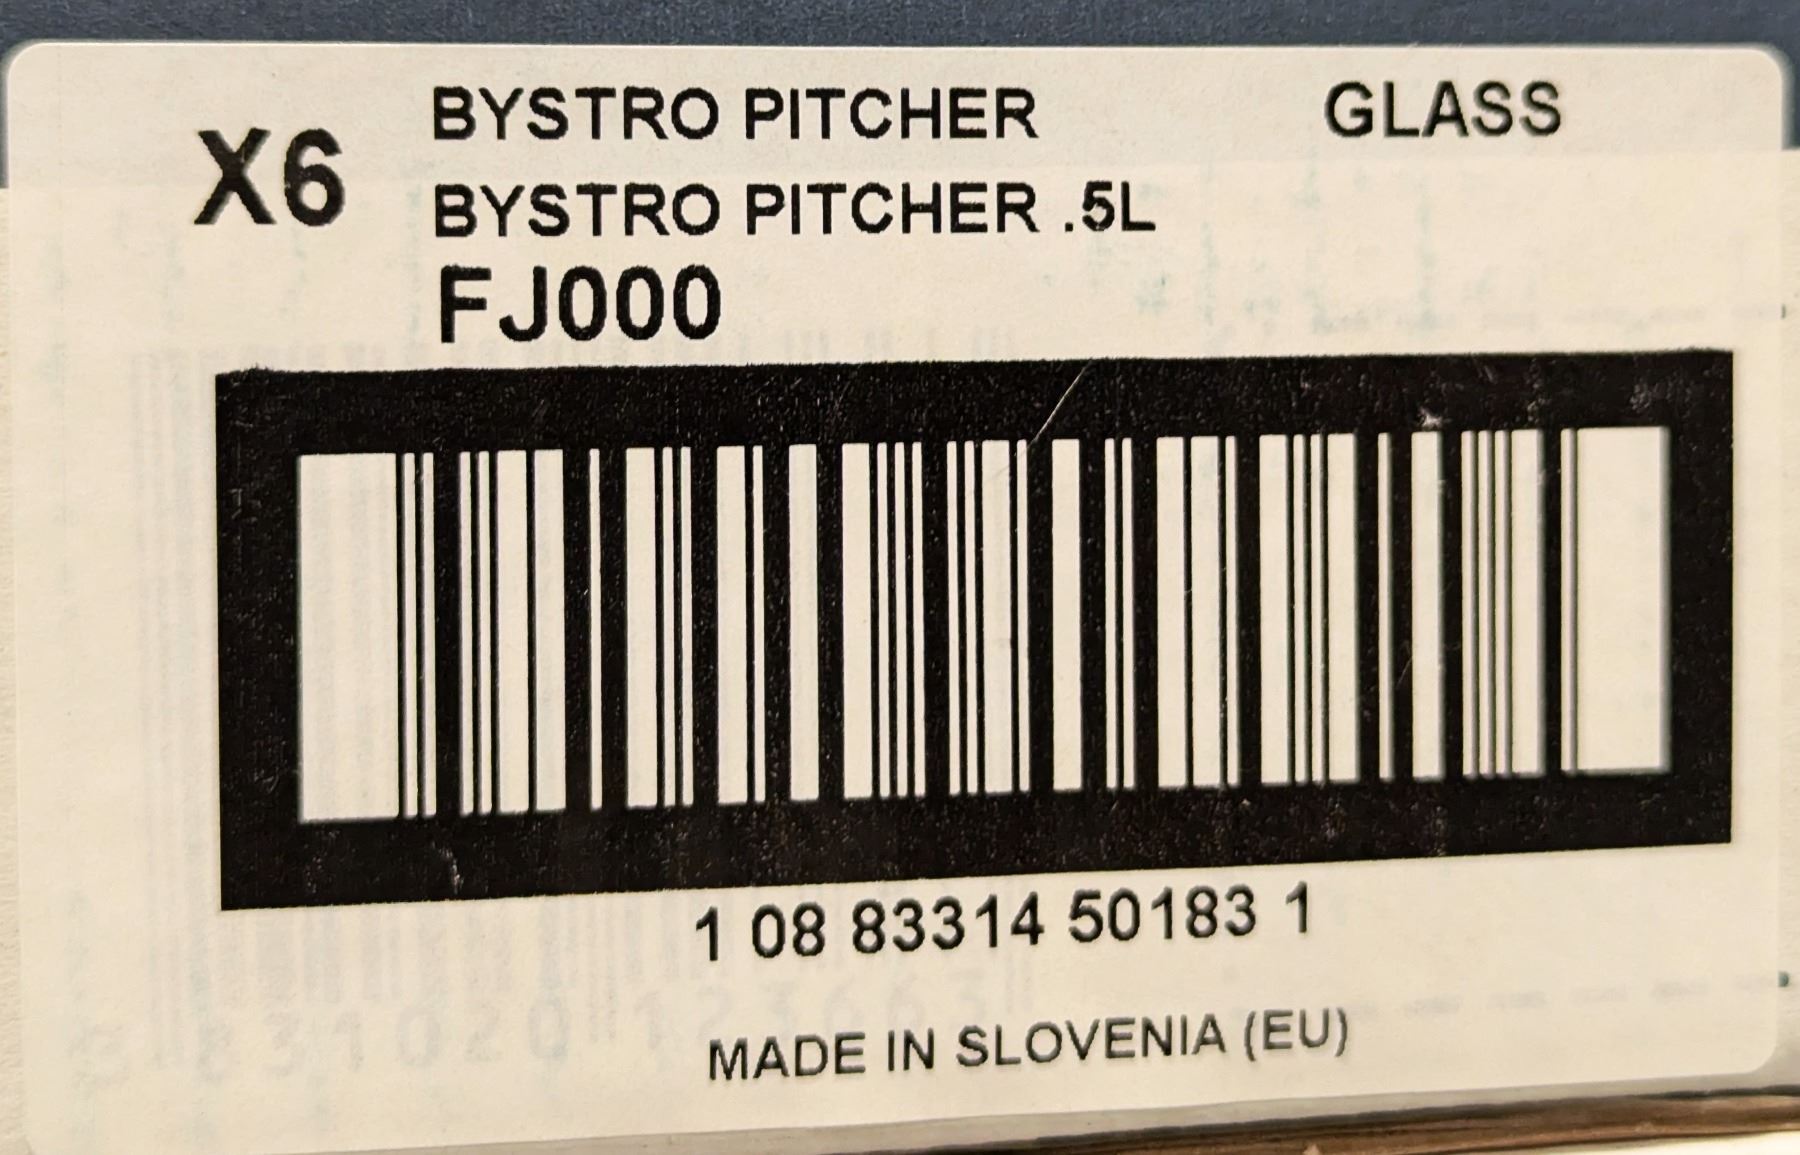 X6
BYSTRO PITCHER GLASS
BYSTRO PITCHER .5L
FJ000
1 08 83314 50183 1
MADE IN SLOVENIA (EU)